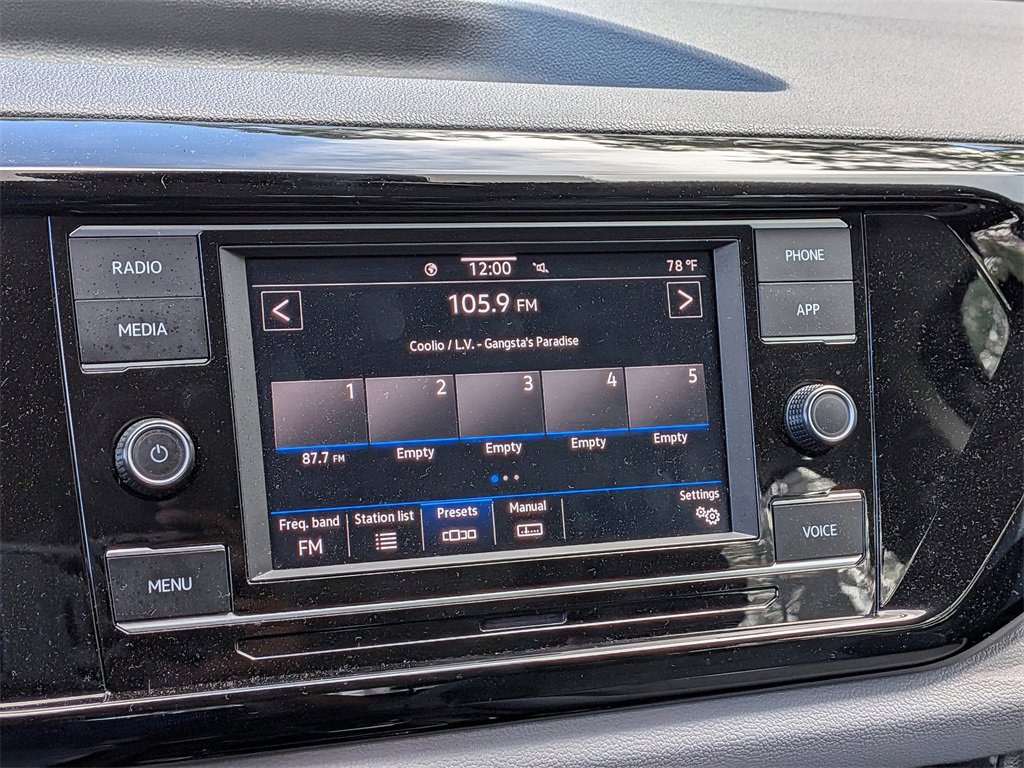 RADIO
MEDIA
MENU
12:00
78 °F
<
105.9 FM
>
Coolio / L.V. - Gangsta's Paradise
1
2
3
4
5
87.7 FM
Empty
Empty
Empty
Empty
Freq. band
FM
Station list
Presets
Manual
Settings
PHONE
APP
VOICE